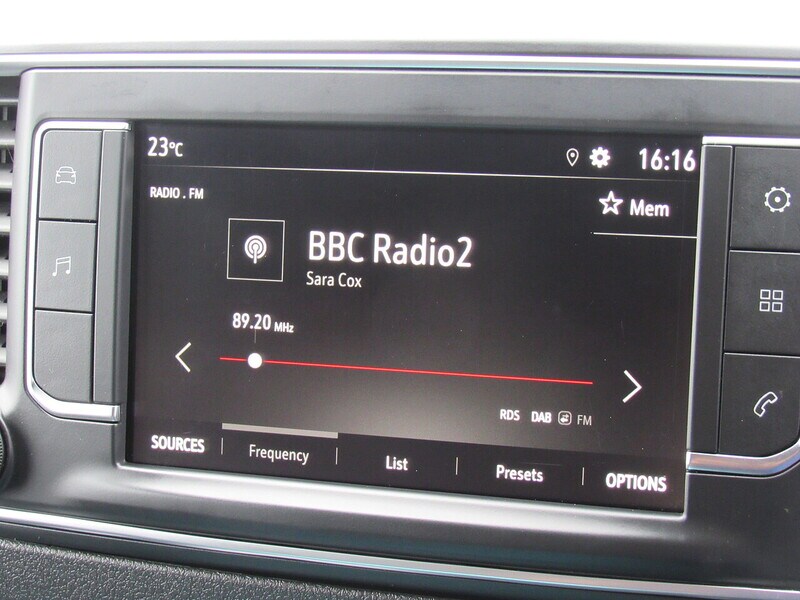 23°C
16:16
RADIO . FM
Mem
BBC Radio2
Sara Cox
89.20 MHz
RDS DAB FM
SOURCES
Frequency
List
Presets
OPTIONS